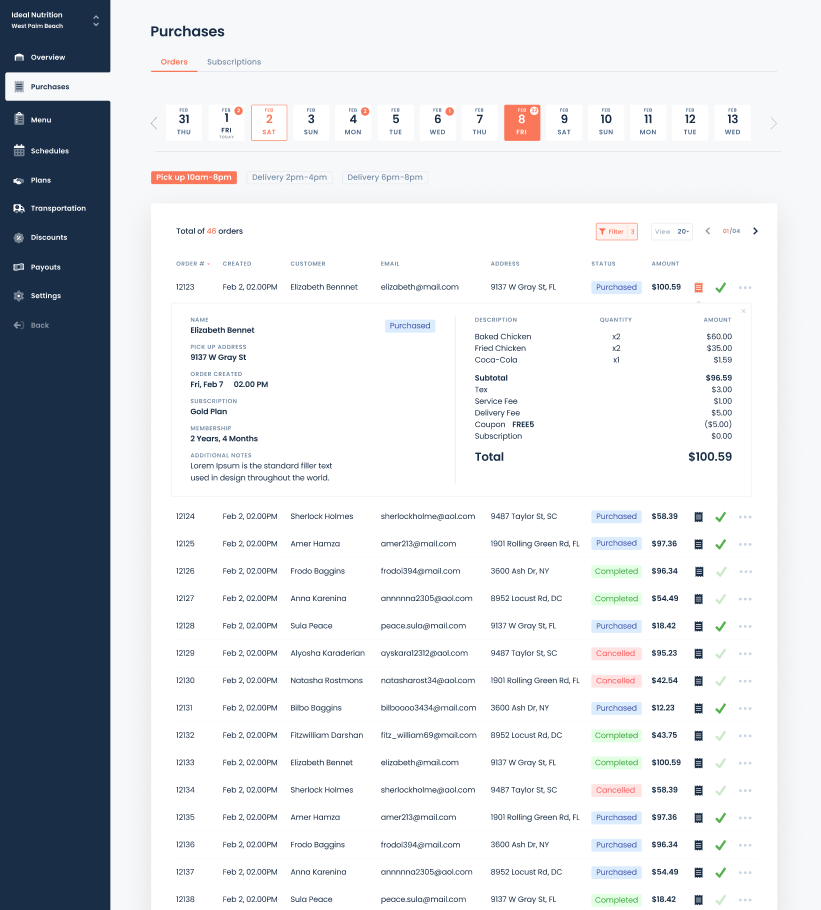 Ideal Nutrition
West Palm Beach
Overview
Purchases
Menu
Schedules
Plans
Transportation
Discounts
Payouts
Settings
Back
Purchases
Orders Subscriptions
FEB 31 THU
FEB 2 1 FRI TODAY
FEB 2 SAT
FEB 3 SUN
FEB 2 4 MON
FEB 5 TUE
FEB 1 6 WED
FEB 7 THU
FEB 8 FRI
FEB 9 SAT
FEB 10 SUN
FEB 11 MON
FEB 12 TUE
FEB 13 WED
Pick up 10am-8pm Delivery 2pm-4pm Delivery 6pm-8pm
Total of 46 orders Filter 3 View 20 01/04
ORDER # CREATED CUSTOMER EMAIL ADDRESS STATUS AMOUNT
12123 Feb 2, 02.00PM Elizabeth Bennnet elizabeth@mail.com 9137 W Gray St, FL Purchased $100.59
NAME
Elizabeth Bennet
Purchased
PICK UP ADDRESS
9137 W Gray St
ORDER CREATED
Fri, Feb 7 02.00 PM
SUBSCRIPTION
Gold Plan
MEMBERSHIP
2 Years, 4 Months
ADDITIONAL NOTES
Lorem Ipsum is the standard filler text
used in design throughout the world.
DESCRIPTION QUANTITY AMOUNT
Baked Chicken x2 $60.00
Fried Chicken x2 $35.00
Coca-Cola x1 $1.59
Subtotal $96.59
Tex $3.00
Service Fee $1.00
Delivery Fee $5.00
Coupon FREE5 ($5.00)
Subscription $0.00
Total $100.59
12124 Feb 2, 02.00PM Sherlock Holmes sherlockholme@aol.com 9487 Taylor St, SC Purchased $58.39
12125 Feb 2, 02.00PM Amer Hamza amer213@mail.com 1901 Rolling Green Rd, FL Purchased $97.36
12126 Feb 2, 02.00PM Frodo Baggins frodol394@mail.com 3600 Ash Dr, NY Completed $96.34
12127 Feb 2, 02.00PM Anna Karenina annnnna2305@aol.com 8952 Locust Rd, DC Completed $54.49
12128 Feb 2, 02.00PM Sula Peace peace.sula@mail.com 9137 W Gray St, FL Purchased $18.42
12129 Feb 2, 02.00PM Alyosha Karaderian ayskara12312@aol.com 9487 Taylor St, SC Cancelled $95.23
12130 Feb 2, 02.00PM Natasha Rostmons natasharost34@aol.com 1901 Rolling Green Rd, FL Cancelled $42.54
12131 Feb 2, 02.00PM Bilbo Baggins bilboooo3434@mail.com 3600 Ash Dr, NY Purchased $12.23
12132 Feb 2, 02.00PM Fitzwilliam Darshan fitz_william69@mail.com 8952 Locust Rd, DC Completed $43.75
12133 Feb 2, 02.00PM Elizabeth Bennet elizabeth@mail.com 9137 W Gray St, FL Completed $100.59
12134 Feb 2, 02.00PM Sherlock Holmes sherlockholme@aol.com 9487 Taylor St, SC Cancelled $58.39
12135 Feb 2, 02.00PM Amer Hamza amer213@mail.com 1901 Rolling Green Rd, FL Purchased $97.36
12136 Feb 2, 02.00PM Frodo Baggins frodol394@mail.com 3600 Ash Dr, NY Purchased $96.34
12137 Feb 2, 02.00PM Anna Karenina annnnna2305@aol.com 8952 Locust Rd, DC Purchased $54.49
12138 Feb 2, 02.00PM Sula Peace peace.sula@mail.com 9137 W Gray St, FL Completed $18.42